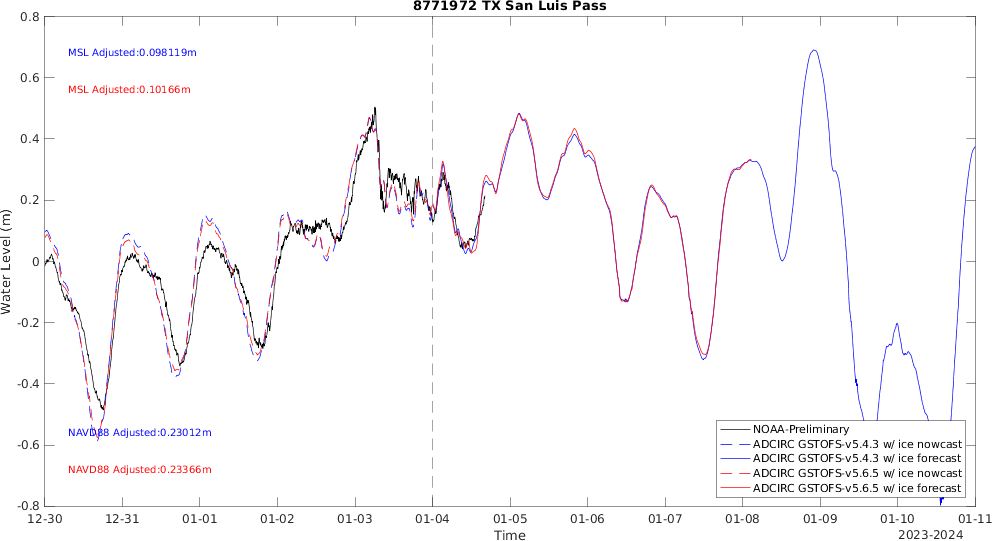 8771972 TX San Luis Pass
0.8
0.6
0.4
0.2
0
-0.2
-0.4
-0.6
-0.8
Water Level (m)
MSL Adjusted:0.098119m
MSL Adjusted:0.10166m
NAVD88 Adjusted:0.23012m
NAVD88 Adjusted:0.23366m
NOAA-Preliminary
ADCIRC GSTOFS-v5.4.3 w/ ice nowcast
ADCIRC GSTOFS-v5.4.3 w/ ice forecast
ADCIRC GSTOFS-v5.6.5 w/ ice nowcast
ADCIRC GSTOFS-v5.6.5 w/ ice forecast
12-30 12-31 01-01 01-02 01-03 01-04 01-05 01-06 01-07 01-08 01-09 01-10 01-11
Time
2023-2024